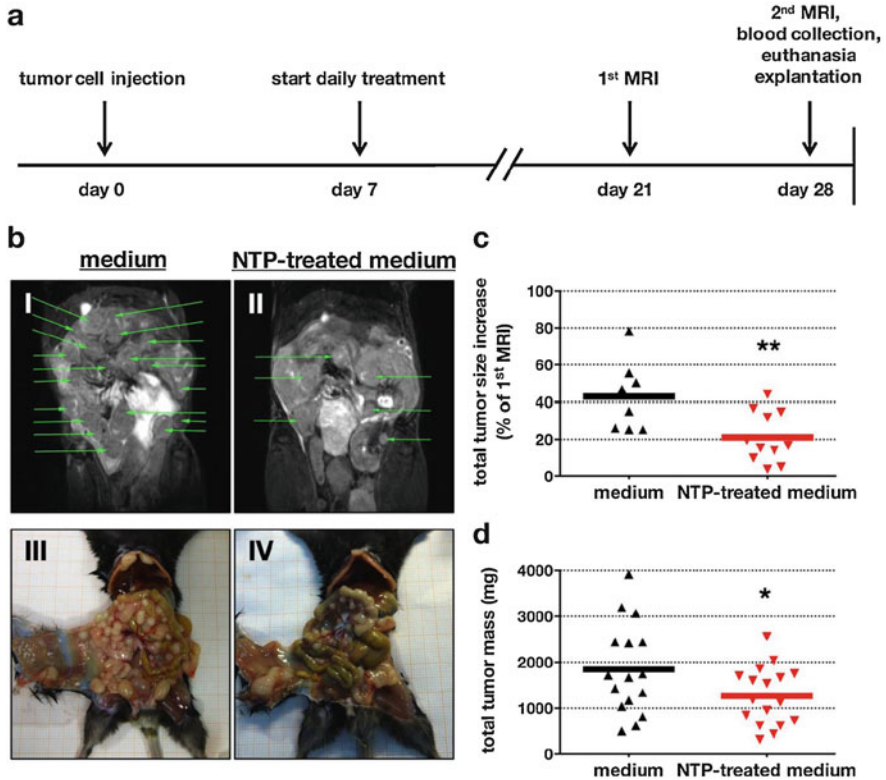 a
tumor cell injection
start daily treatment
1st MRI
2nd MRI,
blood collection,
euthanasia
explantation
day 0
day 7
day 21
day 28
b
medium
NTP-treated medium
I
II
III
IV
c
total tumor size increase
(% of 1st MRI)
100
80
60
40
20
0
**
medium
NTP-treated medium
d
total tumor mass (mg)
4000
3000
2000
1000
0
*
medium
NTP-treated medium